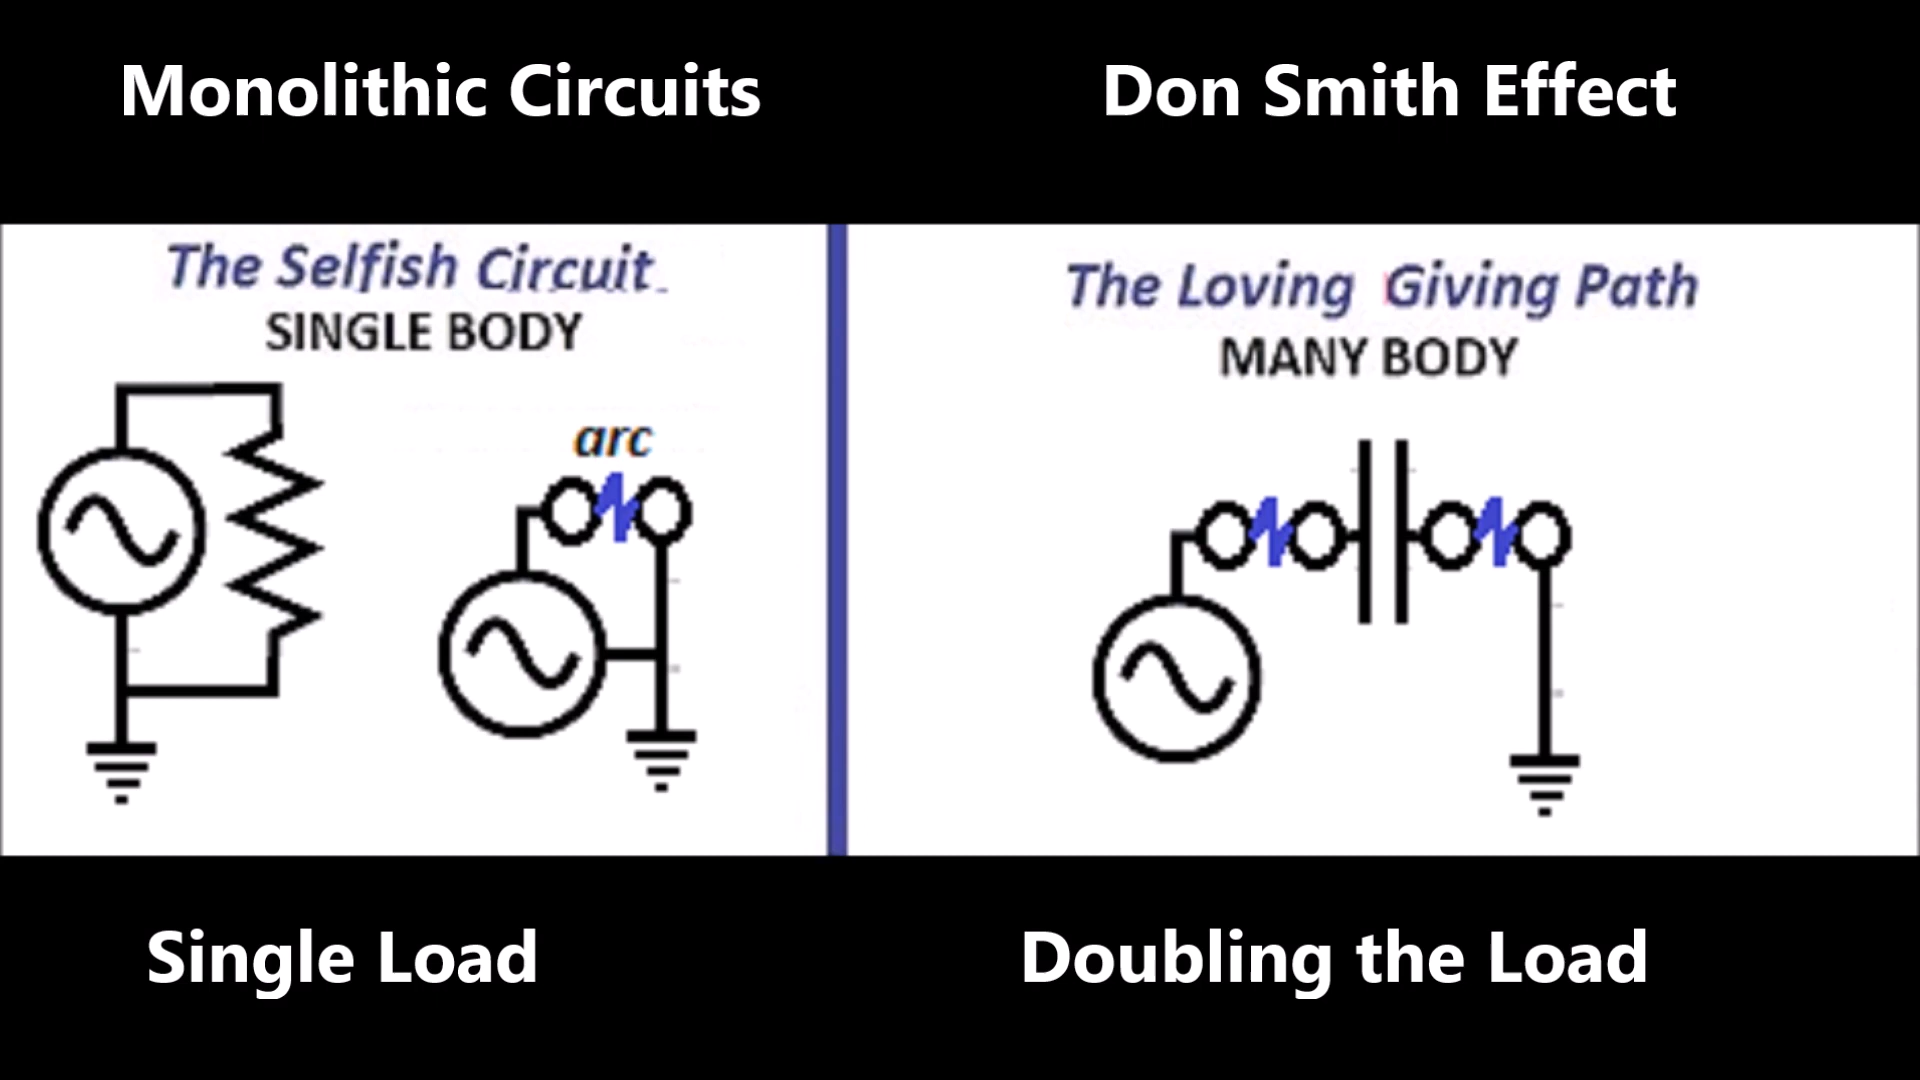 Monolithic Circuits
Don Smith Effect
The Selfish Circuit.
SINGLE BODY
arc
The Loving Giving Path
MANY BODY
Single Load
Doubling the Load